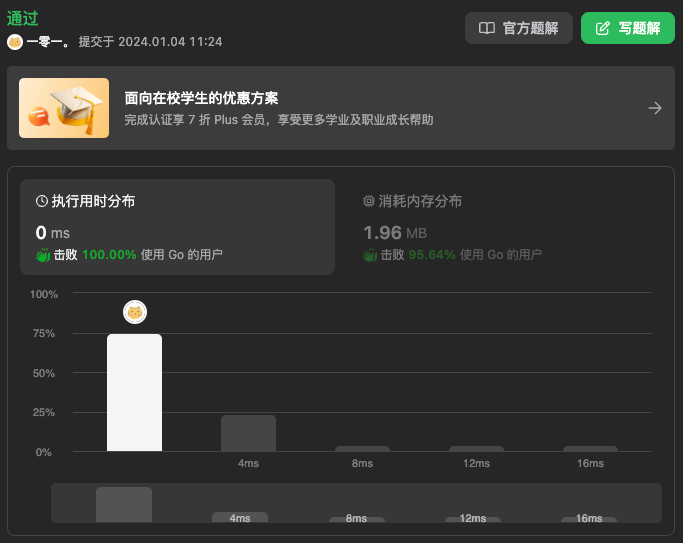 通过
一零一。 提交于 2024.01.04 11:24
官方题解
写题解
面向在校学生的优惠方案
完成认证享 7 折 Plus 会员，享受更多学业及职业成长帮助
执行用时分布
0 ms
击败 100.00% 使用 Go 的用户
消耗内存分布
1.96 MB
击败 95.64% 使用 Go 的用户
100%
75%
50%
25%
0%
4ms 8ms 12ms 16ms
4ms 8ms 12ms 16ms